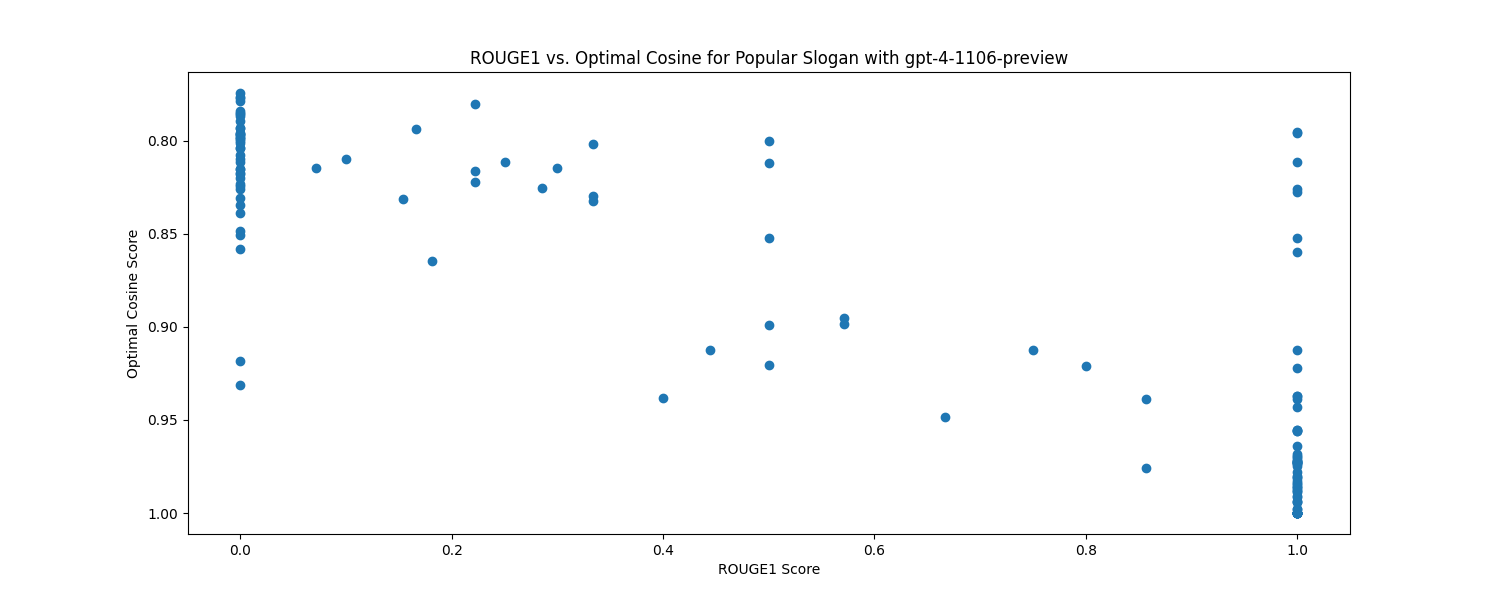 ROUGE1 vs. Optimal Cosine for Popular Slogan with gpt-4-1106-preview
Optimal Cosine Score
0.80
0.85
0.90
0.95
1.00
0.0 0.2 0.4 0.6 0.8 1.0
ROUGE1 Score